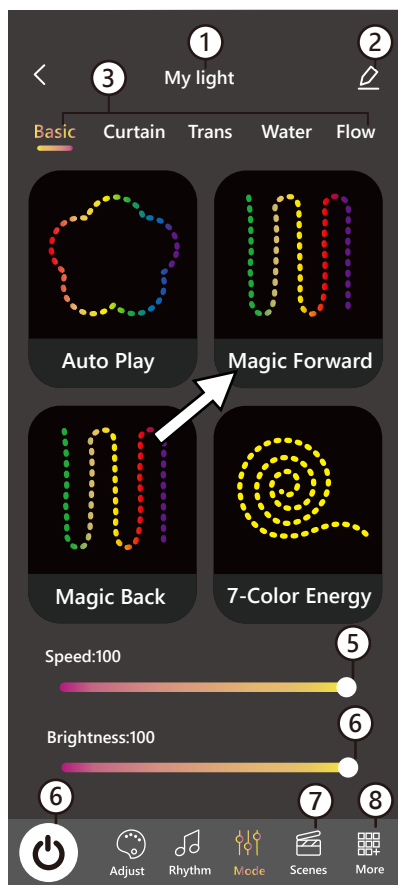 1
2
3
My light
Basic Curtain Trans Water Flow
Auto Play
Magic Forward
Magic Back
7-Color Energy
5
Speed:100
6
Brightness:100
6
7
8
Adjust Rhythm Mode Scenes More